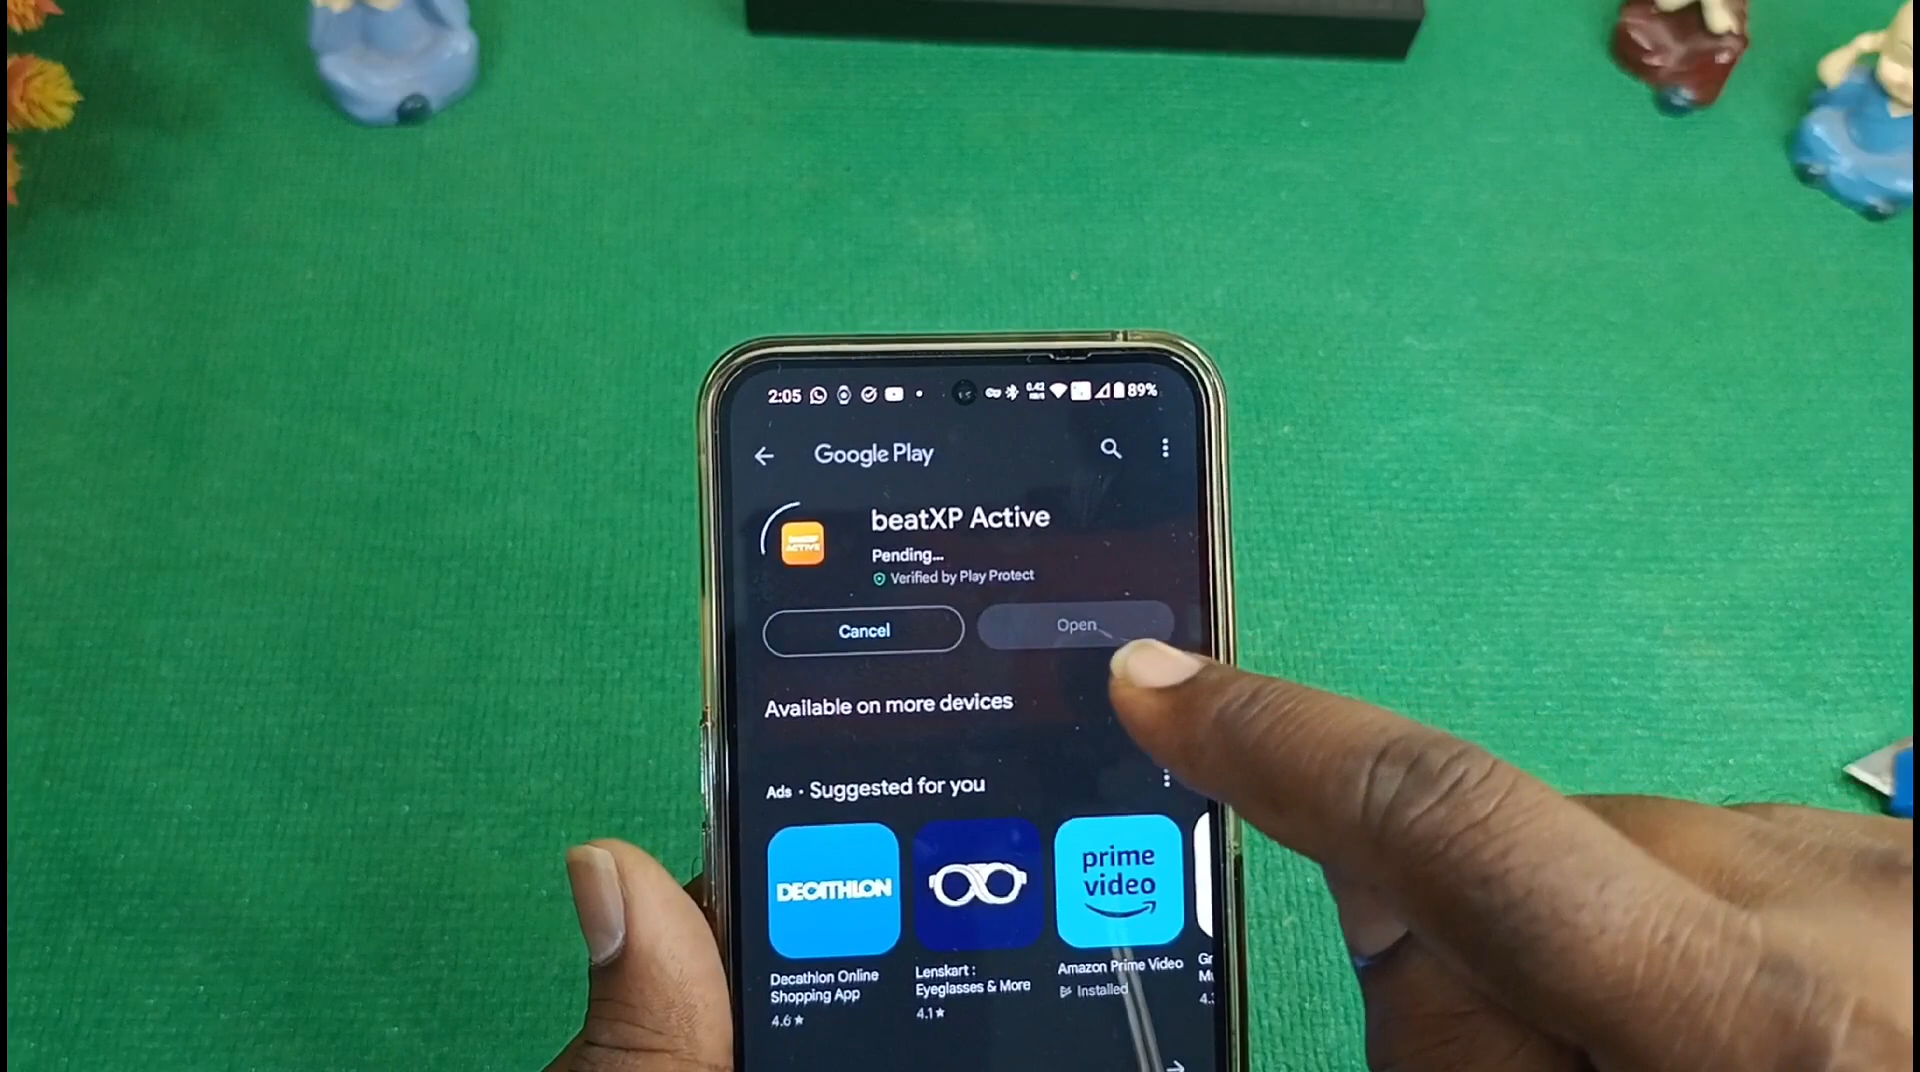 2:05
89%
Google Play
beatXP Active
ACTIVE
Pending...
Verified by Play Protect
Cancel
Open
Available on more devices
Ads · Suggested for you
DECATHLON
prime
video
Decathlon Online
Shopping App
4.6★
Lenskart :
Eyeglasses & More
4.1★
Amazon Prime Video
Installed